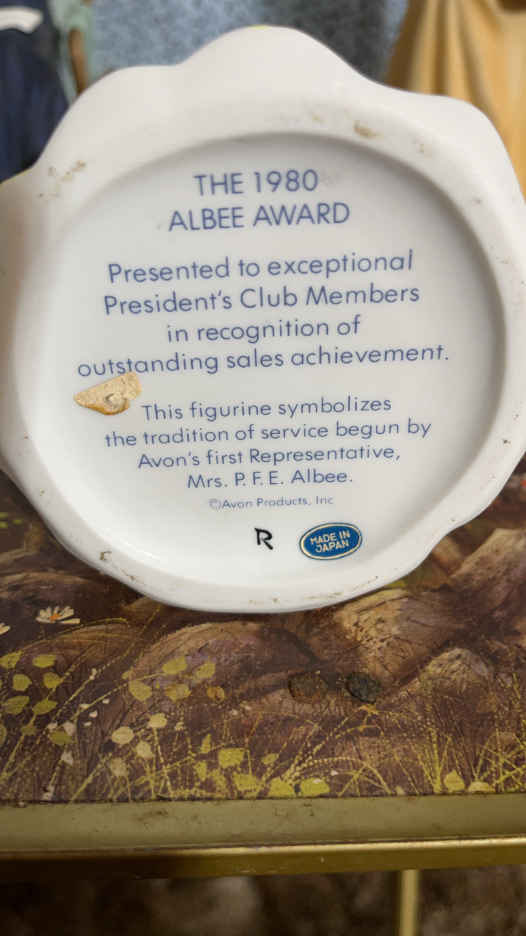 THE 1980
ALBEE AWARD
Presented to exceptional
President's Club Members
in recognition of
outstanding sales achievement.
This figurine symbolizes
the tradition of service begun by
Avon's first Representative,
Mrs. P. F. E. Albee.
©Avon Products, Inc
R
MADE IN
JAPAN